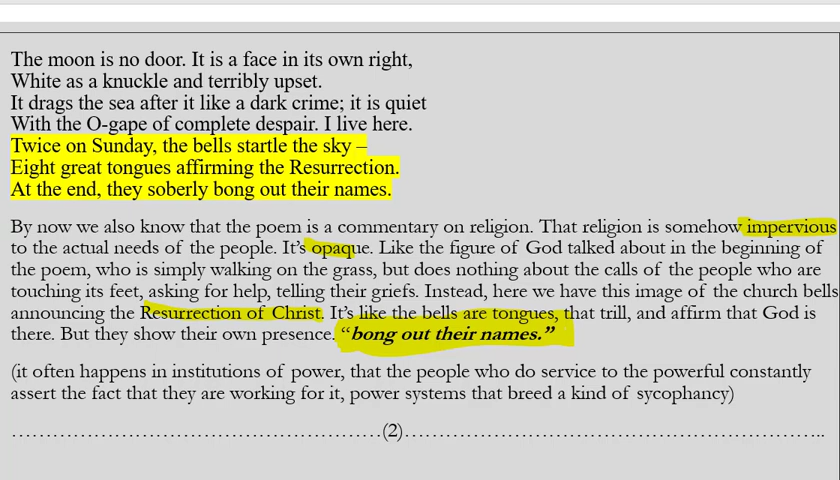 The moon is no door. It is a face in its own right,
White as a knuckle and terribly upset.
It drags the sea after it like a dark crime; it is quiet
With the O-gape of complete despair. I live here.
Twice on Sunday, the bells startle the sky –
Eight great tongues affirming the Resurrection.
At the end, they soberly bong out their names.
By now we also know that the poem is a commentary on religion. That religion is somehow impervious
to the actual needs of the people. It’s opaque. Like the figure of God talked about in the beginning of
the poem, who is simply walking on the grass, but does nothing about the calls of the people who are
touching its feet, asking for help, telling their griefs. Instead, here we have this image of the church bells
announcing the Resurrection of Christ. It’s like the bells are tongues, that trill, and affirm that God is
there. But they show their own presence. “bong out their names.”
(it often happens in institutions of power, that the people who do service to the powerful constantly
assert the fact that they are working for it, power systems that breed a kind of sycophancy)
……………………………………………(2)…………………………………………………..